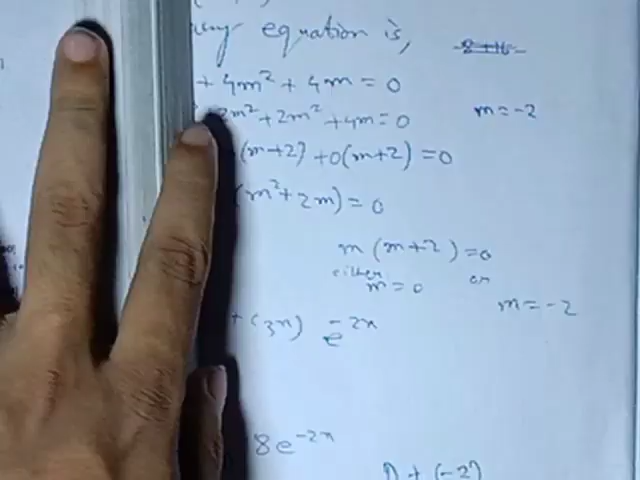 equation is,
+ 4m² + 4m = 0
2m² + 2m² + 4m = 0 m = -2
(m+2) + 0(m+2) = 0
(m² + 2m) = 0
m (m+2) = 0
either m = 0 or m = -2
+ C₃x) e^-2x
8e^-2x
D + (-2)